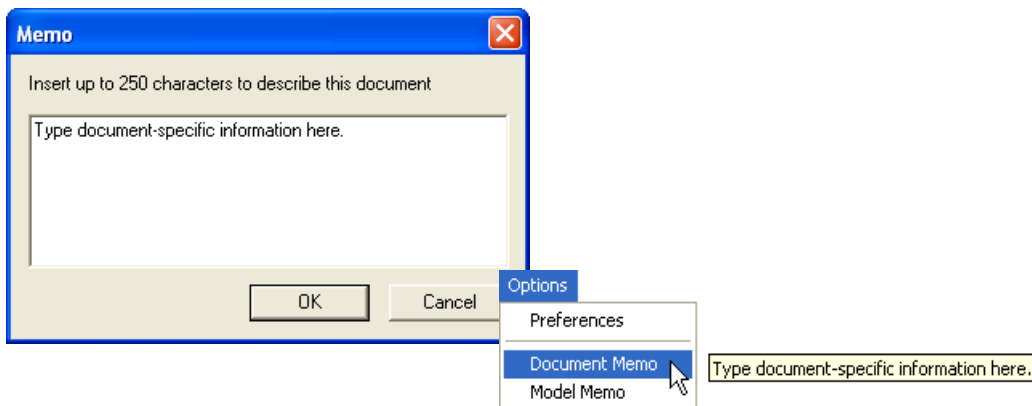 Memo
Insert up to 250 characters to describe this document
Type document-specific information here.
OK Cancel
Options
Preferences
Document Memo
Type document-specific information here.
Model Memo